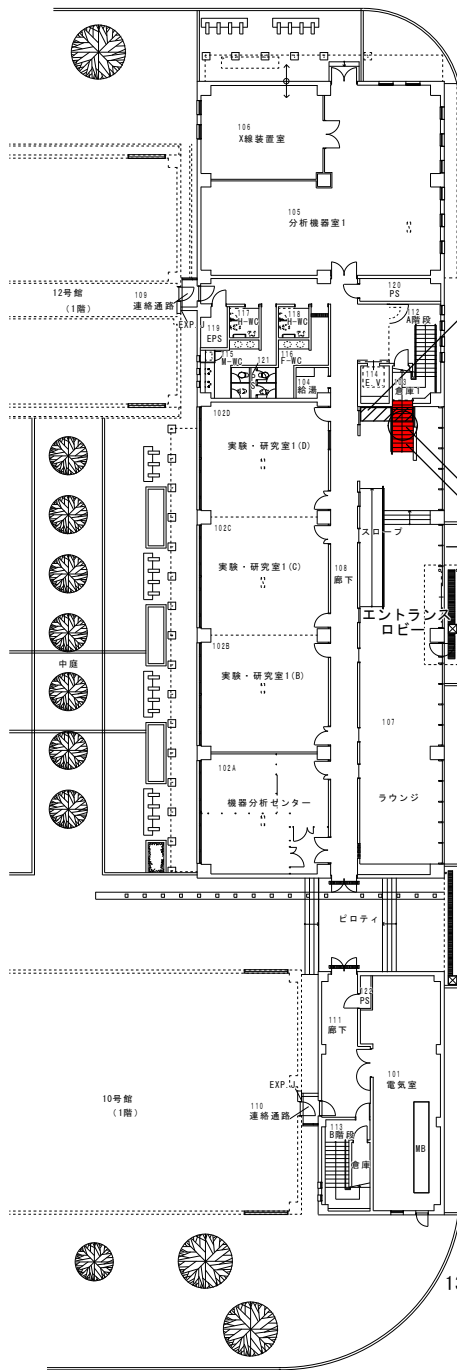 106
X線装置室
105
分析機器室1
120
PS
12号館
(1階)
109
連絡通路
EXP.J
119
EPS
117
H-WC
118
H-WC
112
A階段
115
M-WC
121
116
F-WC
104
給湯
114
E.V
103
倉庫1
102D
実験・研究室1(D)
102C
実験・研究室1(C)
108
廊下
スロープ
エントランス
ロビー
102B
実験・研究室1(B)
中庭
107
102A
機器分析センター
ラウンジ
ピロティ
122
PS
111
廊下
101
電気室
10号館
(1階)
EXP.J
110
連絡通路
113
B階段
倉庫
MB
13